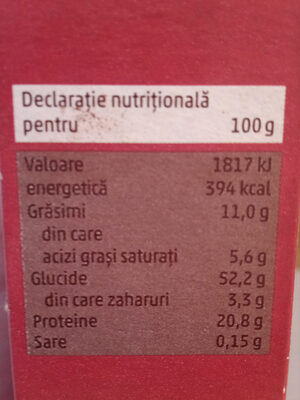 Declarație nutrițională
pentru 100 g
Valoare 1817 kJ
energetică 394 kcal
Grăsimi 11,0 g
din care
acizi grași saturați 5,6 g
Glucide 52,2 g
din care zaharuri 3,3 g
Proteine 20,8 g
Sare 0,15 g